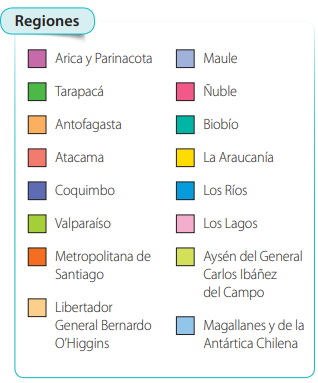 Regiones
Arica y Parinacota
Tarapacá
Antofagasta
Atacama
Coquimbo
Valparaíso
Metropolitana de
Santiago
Libertador
General Bernardo
O'Higgins
Maule
Ñuble
Biobío
La Araucanía
Los Ríos
Los Lagos
Aysén del General
Carlos Ibáñez
del Campo
Magallanes y de la
Antártica Chilena